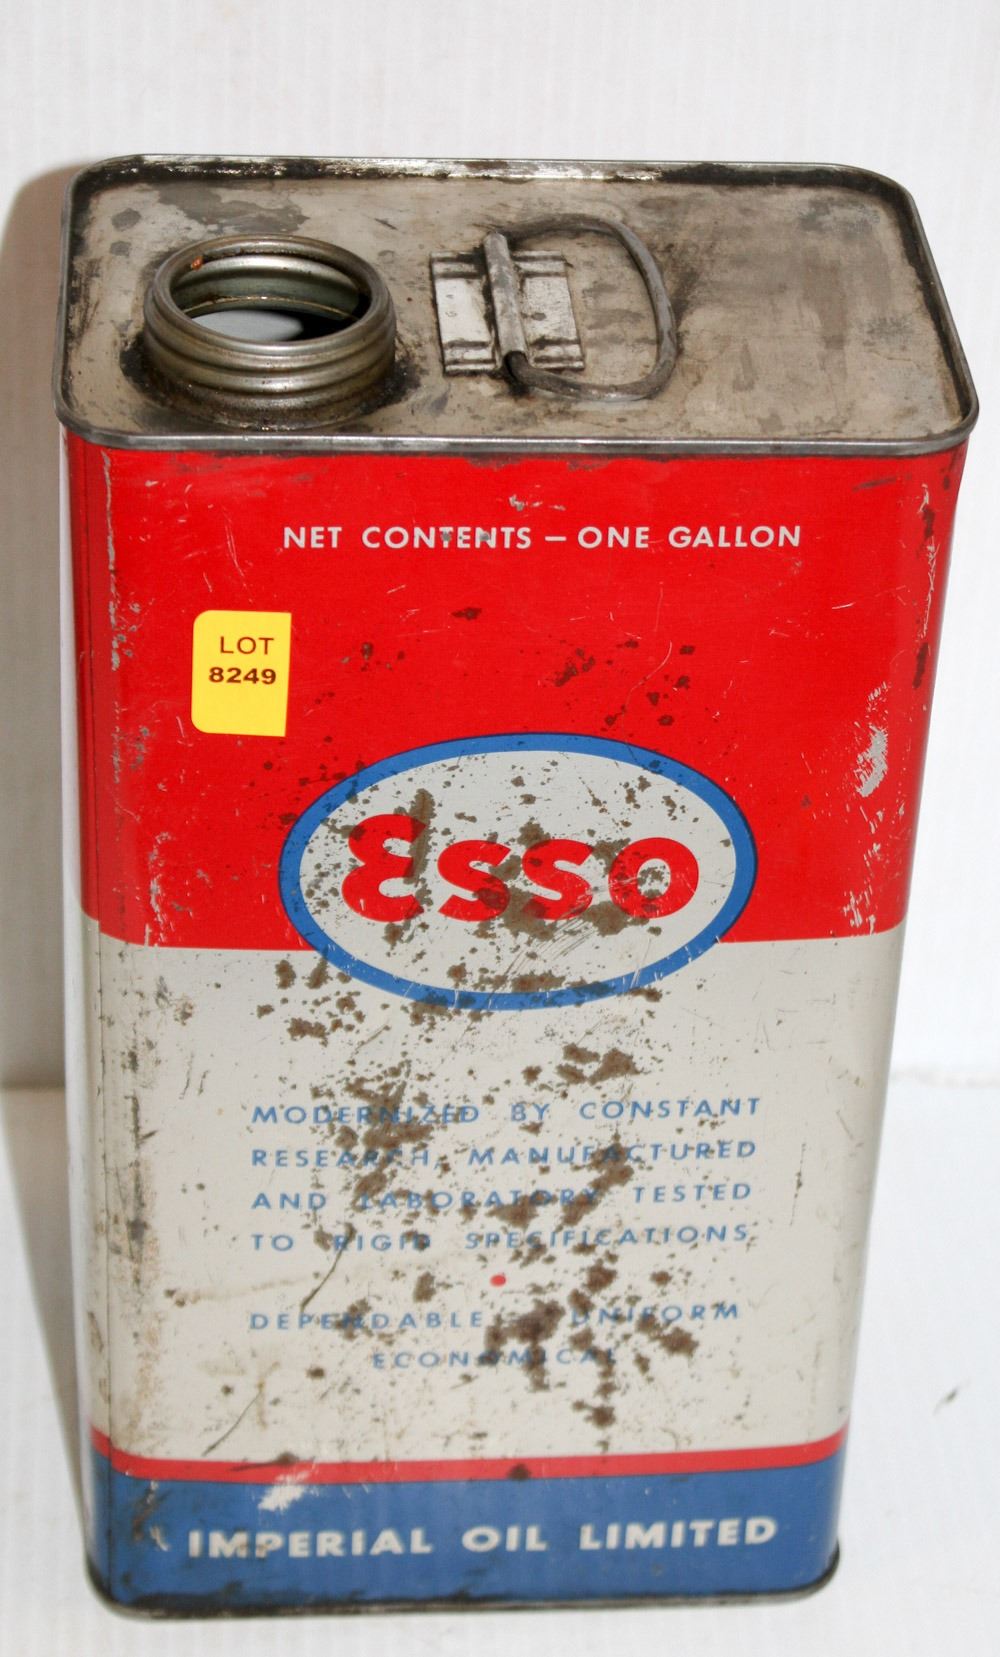 NET CONTENTS — ONE GALLON
LOT
8249
Esso
MODERNIZED BY CONSTANT
RESEARCH, MANUFACTURED
AND LABORATORY TESTED
TO RIGID SPECIFICATIONS.
DEPENDABLE - UNIFORM
ECONOMICAL
IMPERIAL OIL LIMITED